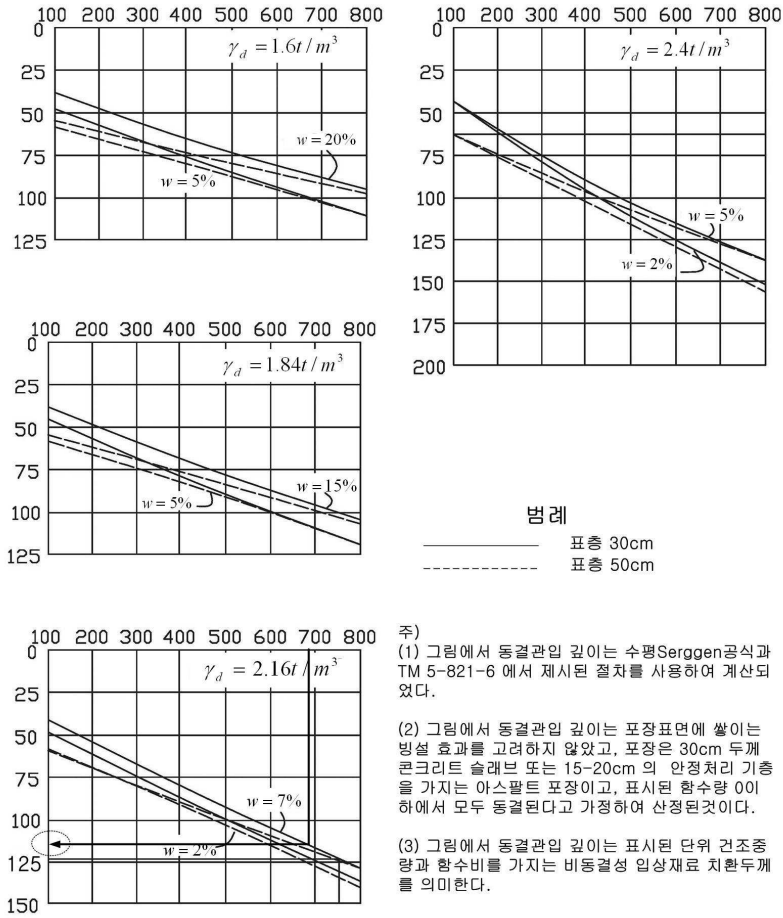 100 200 300 400 500 600 700 800
0
γd = 1.6t/m³
25
50
w = 20%
75
w = 5%
100
125
100 200 300 400 500 600 700 800
0
γd = 2.4t/m³
25
50
75
100
w = 5%
125
w = 2%
150
175
200
100 200 300 400 500 600 700 800
0
γd = 1.84t/m³
25
50
75
w = 15%
w = 5%
100
125
범례
표층 30cm
표층 50cm
100 200 300 400 500 600 700 800
0
γd = 2.16t/m³
25
50
75
w = 7%
100
w = 2%
125
150
주)
(1) 그림에서 동결관입 깊이는 수평Serggen공식과
TM 5-821-6 에서 제시된 절차를 사용하여 계산되
었다.
(2) 그림에서 동결관입 깊이는 포장표면에 쌓이는
빙설 효과를 고려하지 않았고, 포장은 30cm 두께
콘크리트 슬래브 또는 15-20cm 의 안정처리 기층
을 가지는 아스팔트 포장이고, 표시된 함수량 0이
하에서 모두 동결된다고 가정하여 산정된것이다.
(3) 그림에서 동결관입 깊이는 표시된 단위 건조중
량과 함수비를 가지는 비동결성 입상재료 치환두께
를 의미한다.